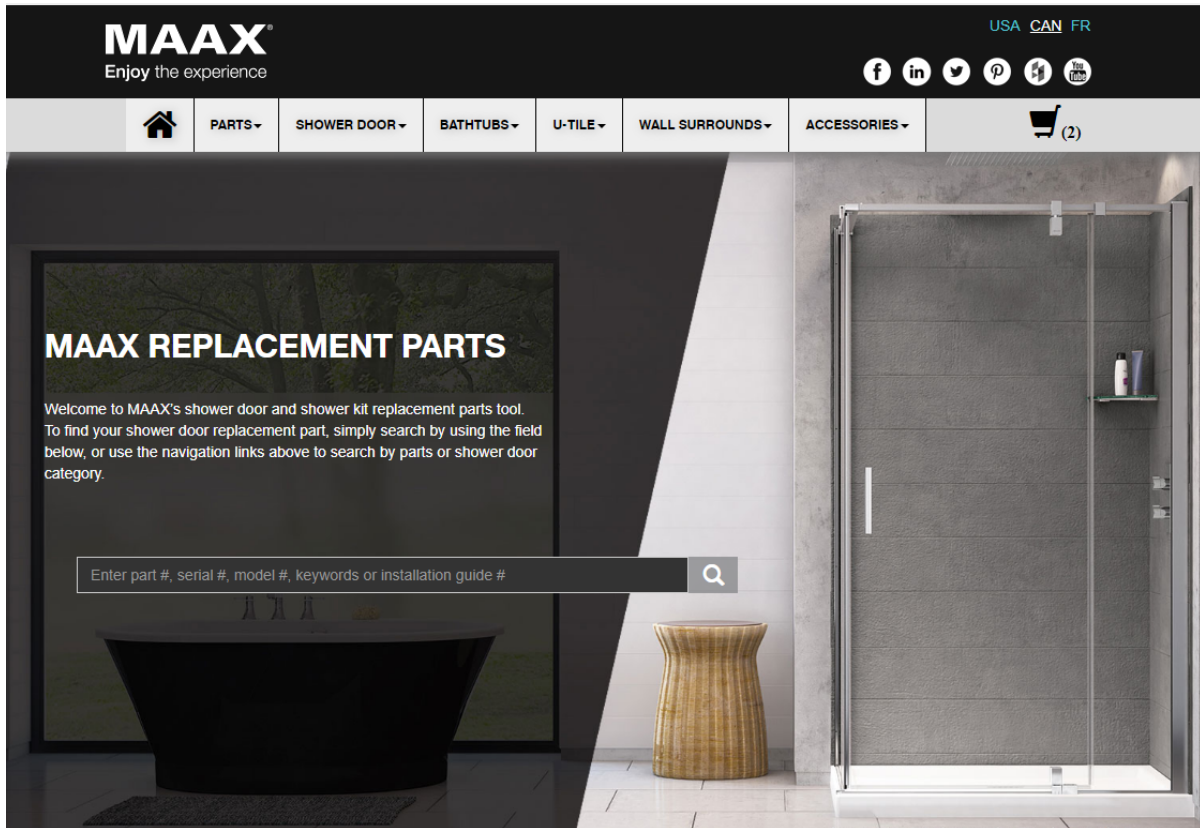 MAAX®
Enjoy the experience
USA CAN FR
You
Tube
PARTS
SHOWER DOOR
BATHTUBS
U-TILE
WALL SURROUNDS
ACCESSORIES
(2)
MAAX REPLACEMENT PARTS
Welcome to MAAX's shower door and shower kit replacement parts tool.
To find your shower door replacement part, simply search by using the field
below, or use the navigation links above to search by parts or shower door
category.
Enter part #, serial #, model #, keywords or installation guide #